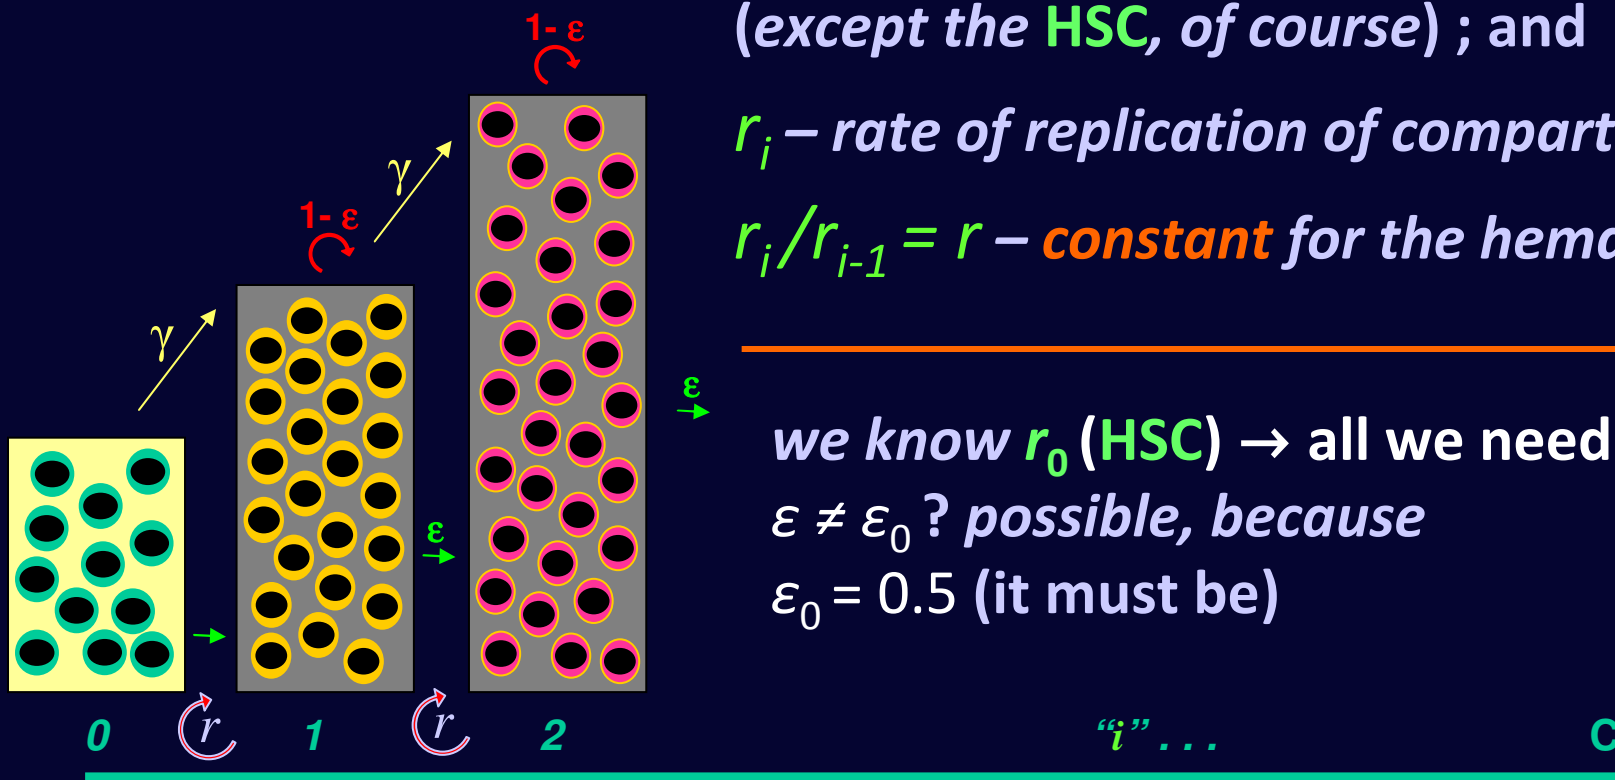 1- ε
1- ε
γ
γ
ε
ε
(except the HSC, of course) ; and
r_i – rate of replication of compart
r_i /r_{i-1} = r – constant for the hema
we know r_0 (HSC) → all we need
ε ≠ ε_0 ? possible, because
ε_0 = 0.5 (it must be)
0 r 1 r 2 “i” . . . C